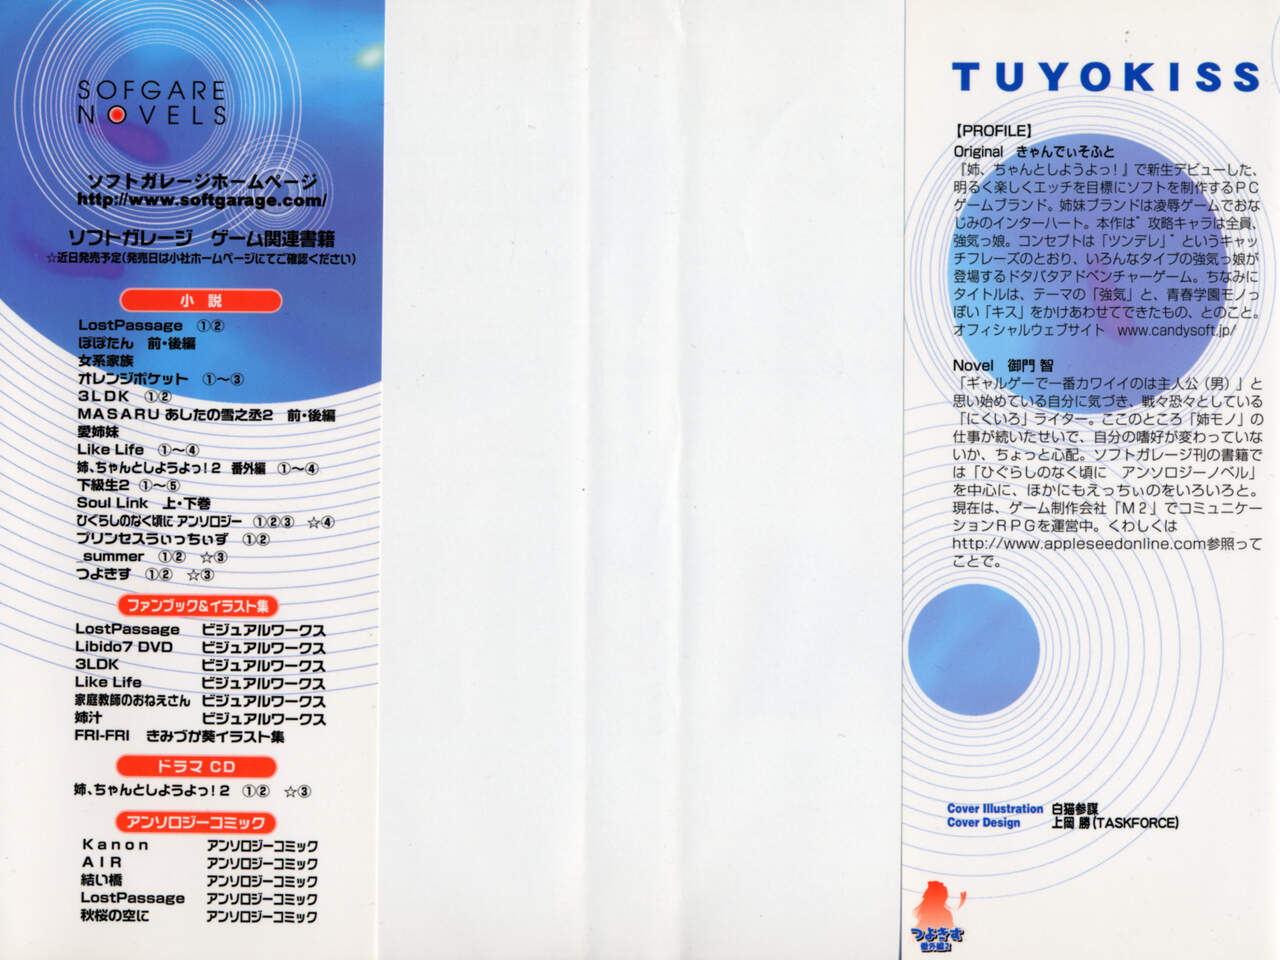 SOFGARE
NOVELS
ソフトガレージホームページ
http://www.softgarage.com/
ソフトガレージ ゲーム関連書籍
☆近日発売予定(発売日は小社ホームページにてご確認ください)
小説
LostPassage ①②
ぽぽたん 前・後編
女系家族
オレンジポケット ①～③
3LDK ①②
MASARU あしたの雪之丞2 前・後編
愛姉妹
Like Life ①～④
姉、ちゃんとしようよっ!2 番外編 ①～④
下級生2 ①～⑤
Soul Link 上・下巻
ひぐらしのなく頃に アンソロジー ①②③ ☆④
プリンセスうぃっちぃず ①②
_summer ①② ☆③
つよきす ①② ☆③
ファンブック&イラスト集
LostPassage ビジュアルワークス
Libido7 DVD ビジュアルワークス
3LDK ビジュアルワークス
Like Life ビジュアルワークス
家庭教師のおねえさん ビジュアルワークス
姉汁 ビジュアルワークス
FRI-FRI きみづか葵イラスト集
ドラマ CD
姉、ちゃんとしようよっ!2 ①② ☆③
アンソロジーコミック
Kanon アンソロジーコミック
AIR アンソロジーコミック
結い橋 アンソロジーコミック
LostPassage アンソロジーコミック
秋桜の空に アンソロジーコミック
TUYOKISS
【PROFILE】
Original きゃんでぃそふと
『姉、ちゃんとしようよっ!』で新生デビューした、
明るく楽しくエッチを目標にソフトを制作するPC
ゲームブランド。姉妹ブランドは凌辱ゲームでおな
じみのインターハート。本作は"攻略キャラは全員、
強気っ娘。コンセプトは「ツンデレ」"というキャッ
チフレーズのとおり、いろんなタイプの強気っ娘が
登場するドタバタアドベンチャーゲーム。ちなみに
タイトルは、テーマの「強気」と、青春学園モノっ
ぽい「キス」をかけあわせてできたもの、とのこと。
オフィシャルウェブサイト www.candysoft.jp/
Novel 御門 智
「ギャルゲーで一番カワイイのは主人公(男)」と
思い始めている自分に気づき、戦々恐々としている
「にくいろ」ライター。ここのところ「姉モノ」の
仕事が続いたせいで、自分の嗜好が変わっていな
いか、ちょっと心配。ソフトガレージ刊の書籍で
は「ひぐらしのなく頃に アンソロジーノベル」
を中心に、ほかにもえっちぃのをいろいろと。
現在は、ゲーム制作会社「M2」でコミュニケー
ションRPGを運営中。くわしくは
http://www.appleseedonline.com参照って
ことで。
Cover Illustration 白猫参謀
Cover Design 上岡 勝(TASKFORCE)
つよきす
番外編2